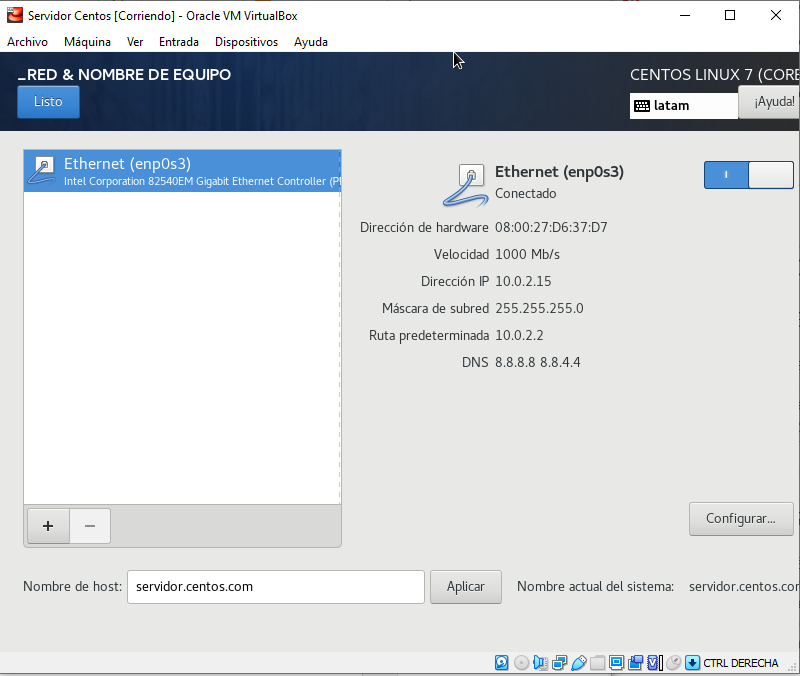 Servidor Centos [Corriendo] - Oracle VM VirtualBox
Archivo Máquina Ver Entrada Dispositivos Ayuda
_RED & NOMBRE DE EQUIPO
CENTOS LINUX 7 (CORE
Listo
latam
¡Ayuda!
Ethernet (enp0s3)
Intel Corporation 82540EM Gigabit Ethernet Controller (P
Ethernet (enp0s3)
Conectado
Dirección de hardware 08:00:27:D6:37:D7
Velocidad 1000 Mb/s
Dirección IP 10.0.2.15
Máscara de subred 255.255.255.0
Ruta predeterminada 10.0.2.2
DNS 8.8.8.8 8.8.4.4
+ −
Configurar...
Nombre de host: servidor.centos.com Aplicar Nombre actual del sistema: servidor.centos.com
CTRL DERECHA